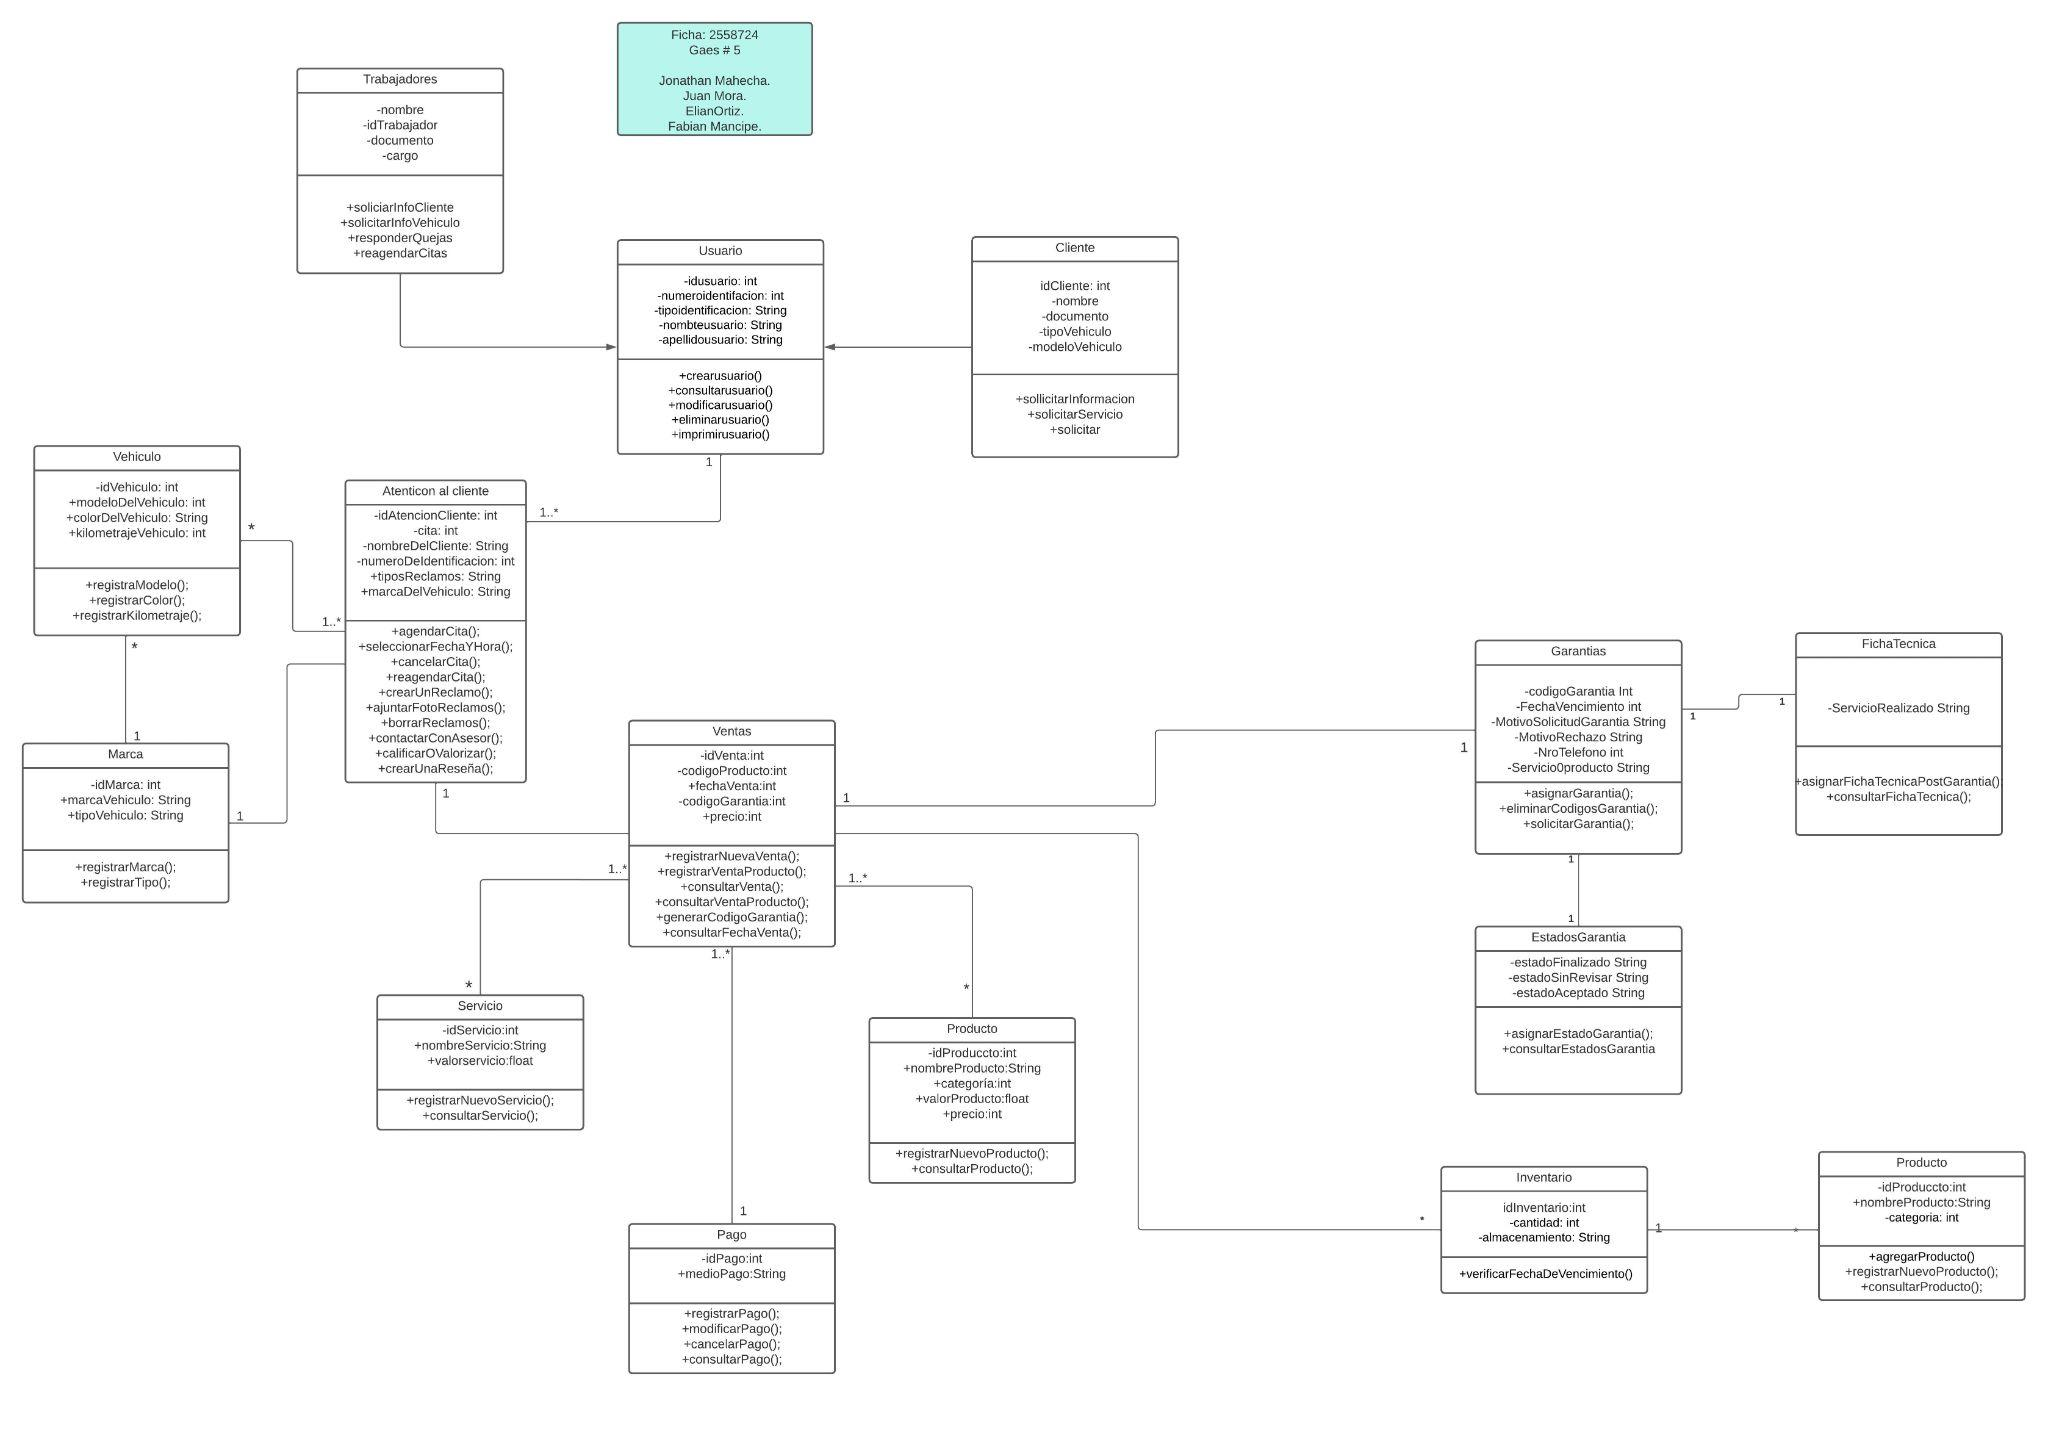 Ficha: 2558724
Gaes # 5
Jonathan Mahecha.
Juan Mora.
ElianOrtiz.
Fabian Mancipe.
Trabajadores
-nombre
-idTrabajador
-documento
-cargo
+soliciarInfoCliente
+solicitarInfoVehiculo
+responderQuejas
+reagendarCitas
Usuario
-idusuario: int
-numeroidentifacion: int
-tipoidentificacion: String
-nombteusuario: String
-apellidousuario: String
+crearusuario()
+consultarusuario()
+modificarusuario()
+eliminarusuario()
+imprimirusuario()
1
1..*
Cliente
idCliente: int
-nombre
-documento
-tipoVehiculo
-modeloVehiculo
+sollicitarInformacion
+solicitarServicio
+solicitar
Vehiculo
-idVehiculo: int
+modeloDelVehiculo: int
+colorDelVehiculo: String
+kilometrajeVehiculo: int
+registraModelo();
+registrarColor();
+registrarKilometraje();
*
1..*
*
1
Atenticon al cliente
-idAtencionCliente: int
-cita: int
-nombreDelCliente: String
-numeroDeIdentificacion: int
+tiposReclamos: String
+marcaDelVehiculo: String
+agendarCita();
+seleccionarFechaYHora();
+cancelarCita();
+reagendarCita();
+crearUnReclamo();
+ajuntarFotoReclamos();
+borrarReclamos();
+contactarConAsesor();
+calificarOValorizar();
+crearUnaReseña();
1
Marca
-idMarca: int
+marcaVehiculo: String
+tipoVehiculo: String
+registrarMarca();
+registrarTipo();
1
Ventas
-idVenta:int
-codigoProducto:int
+fechaVenta:int
-codigoGarantia:int
+precio:int
+registrarNuevaVenta();
+registrarVentaProducto();
+consultarVenta();
+consultarVentaProducto();
+generarCodigoGarantia();
+consultarFechaVenta();
1
1
1..*
1..*
1..*
*
*
1
Garantias
-codigoGarantia Int
-FechaVencimiento int
-MotivoSolicitudGarantia String
-MotivoRechazo String
-NroTelefono int
-Servicio0producto String
+asignarGarantia();
+eliminarCodigosGarantia();
+solicitarGarantia();
1
1
FichaTecnica
-ServicioRealizado String
+asignarFichaTecnicaPostGarantia();
+consultarFichaTecnica();
1
1
EstadosGarantia
-estadoFinalizado String
-estadoSinRevisar String
-estadoAceptado String
+asignarEstadoGarantia();
+consultarEstadosGarantia
Servicio
-idServicio:int
+nombreServicio:String
+valorservicio:float
+registrarNuevoServicio();
+consultarServicio();
Producto
-idProduccto:int
+nombreProducto:String
+categoría:int
+valorProducto:float
+precio:int
+registrarNuevoProducto();
+consultarProducto();
Pago
-idPago:int
+medioPago:String
+registrarPago();
+modificarPago();
+cancelarPago();
+consultarPago();
*
Inventario
idInventario:int
-cantidad: int
-almacenamiento: String
+verificarFechaDeVencimiento()
1
*
Producto
-idProduccto:int
+nombreProducto:String
-categoria: int
+agregarProducto()
+registrarNuevoProducto();
+consultarProducto();